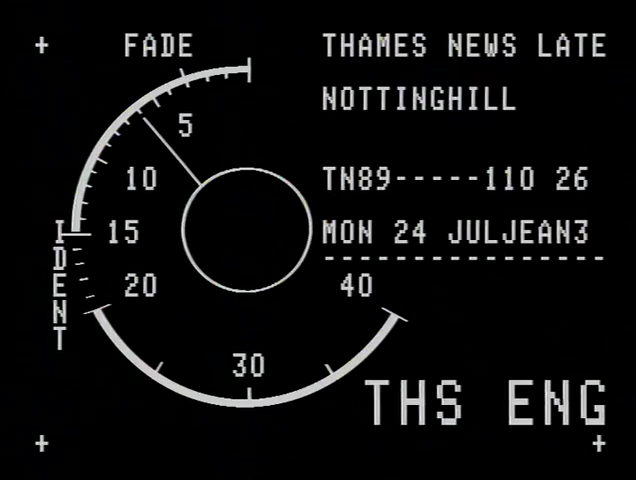 FADE
THAMES NEWS LATE
NOTTINGHILL
5
10
TN89-----110 26
15
MON 24 JULJEAN3
----------------
IDENT
20
40
30
THS ENG